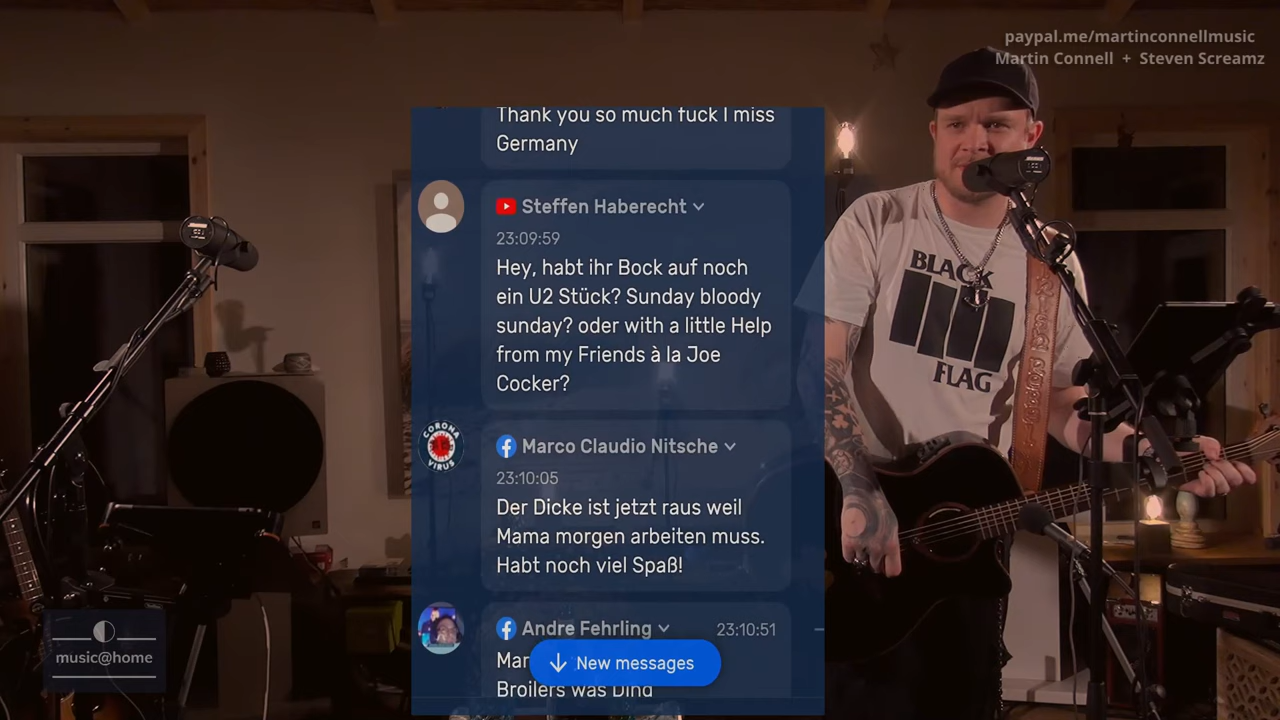 paypal.me/martinconnellmusic
Martin Connell + Steven Screamz
Thank you so much fuck I miss
Germany
Steffen Haberecht
23:09:59
Hey, habt ihr Bock auf noch
ein U2 Stück? Sunday bloody
sunday? oder with a little Help
from my Friends à la Joe
Cocker?
CORONA
VIRUS
Marco Claudio Nitsche
23:10:05
Der Dicke ist jetzt raus weil
Mama morgen arbeiten muss.
Habt noch viel Spaß!
Andre Fehrling 23:10:51
Broilers was
New messages
BLACK
FLAG
music@home